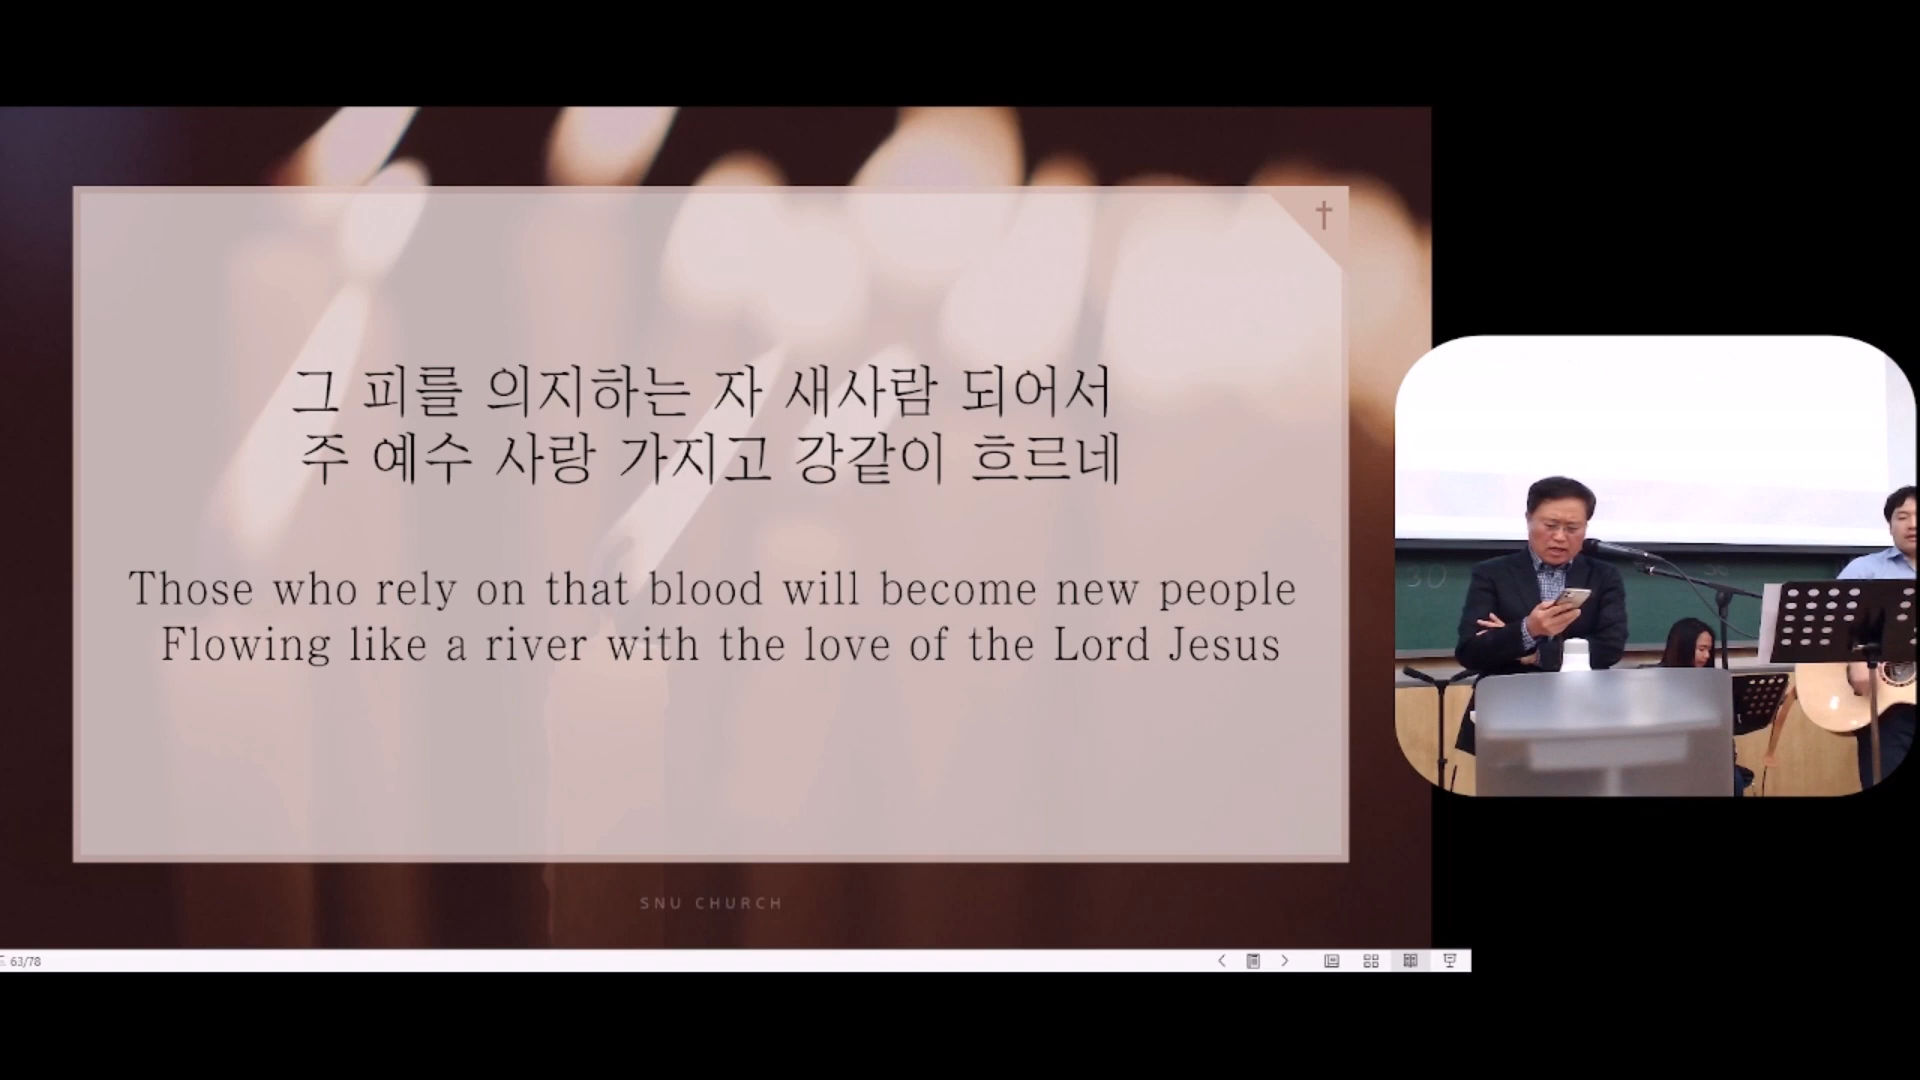 그 피를 의지하는 자 새사람 되어서
주 예수 사랑 가지고 강같이 흐르네
Those who rely on that blood will become new people
Flowing like a river with the love of the Lord Jesus
SNU CHURCH
63/78